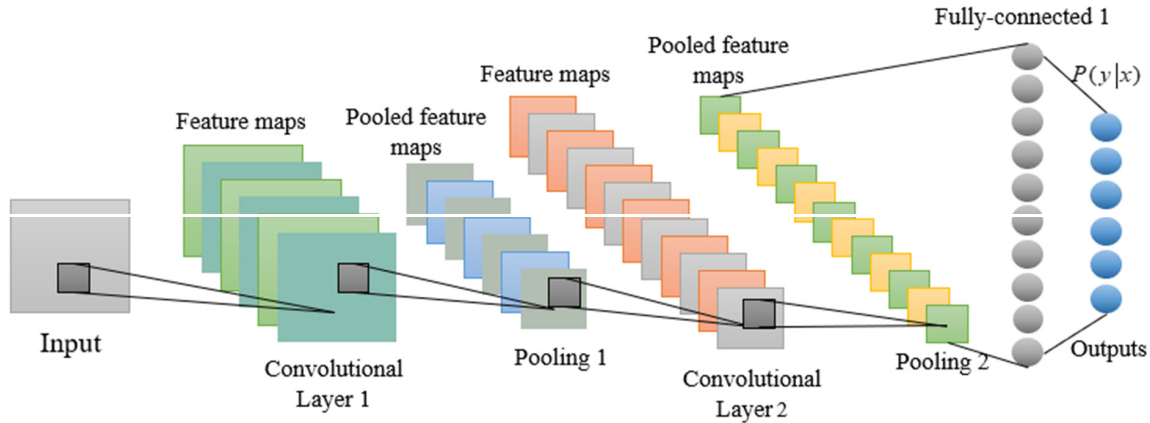 Fully-connected 1
Pooled feature
maps
P(y|x)
Feature maps
Feature maps
Pooled feature
maps
Input
Convolutional
Layer 1
Pooling 1
Convolutional
Layer 2
Pooling 2
Outputs